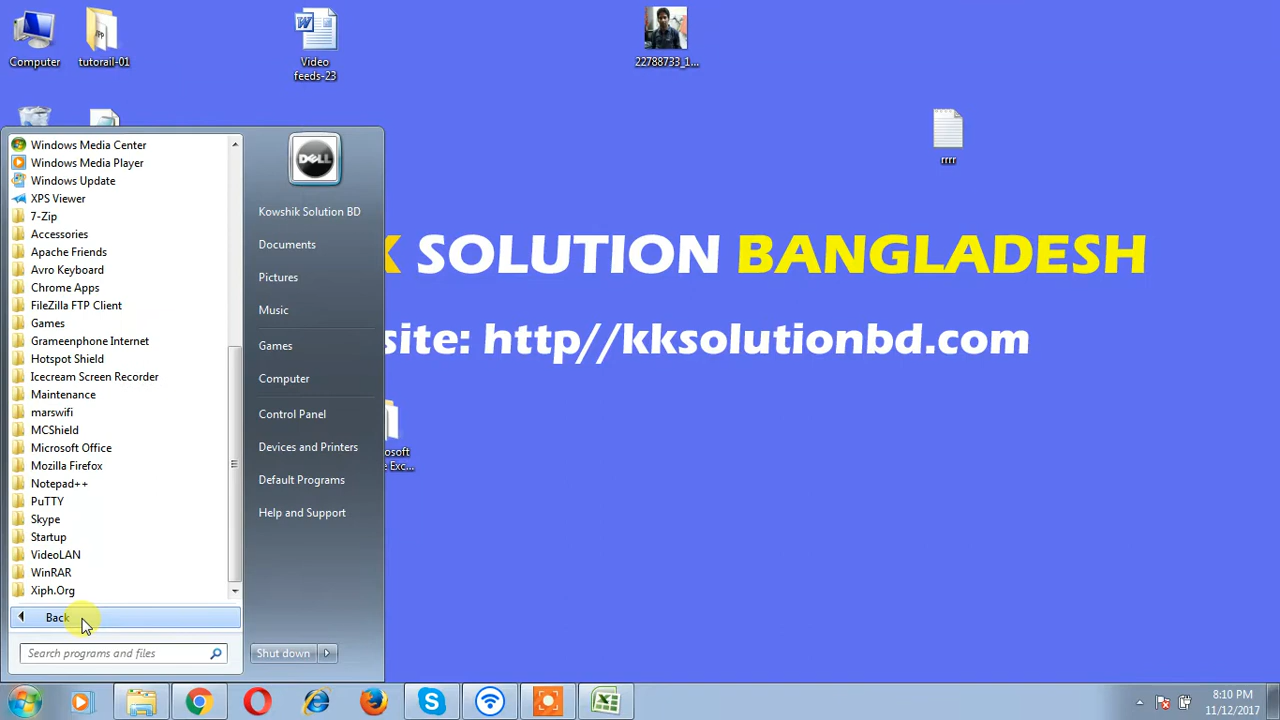 Computer
tutorail-01
Video
feeds-23
22788733_1...
rrrr
Windows Media Center
Windows Media Player
Windows Update
XPS Viewer
7-Zip
Accessories
Apache Friends
Avro Keyboard
Chrome Apps
FileZilla FTP Client
Games
Grameenphone Internet
Hotspot Shield
Icecream Screen Recorder
Maintenance
marswifi
MCShield
Microsoft Office
Mozilla Firefox
Notepad++
PuTTY
Skype
Startup
VideoLAN
WinRAR
Xiph.Org
Back
Search programs and files
DELL
Kowshik Solution BD
Documents
Pictures
Music
Games
Computer
Control Panel
Devices and Printers
Default Programs
Help and Support
Shut down
K SOLUTION BANGLADESH
site: http//kksolutionbd.com
osoft
e Exc...
8:10 PM
11/12/2017